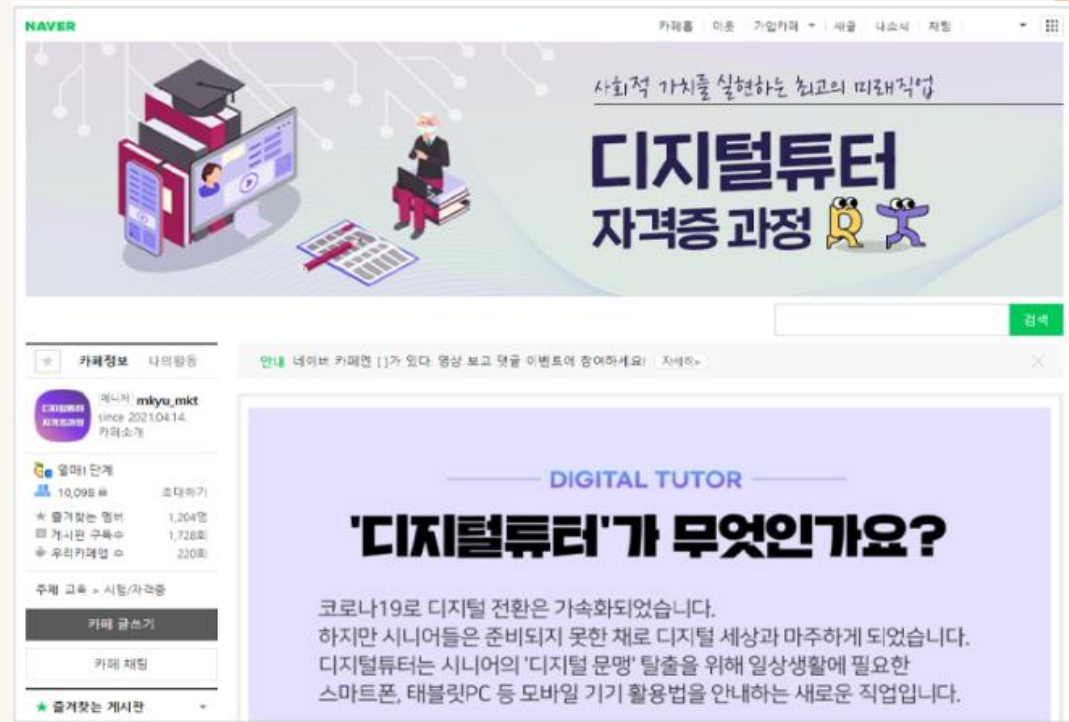 NAVER
카페홈 이웃 가입카페 새글 내소식 채팅
사회적 가치를 실현하는 최고의 미래직업
디지털튜터
자격증 과정
검색
카페정보 나의활동
안내 네이버 카페엔 [ ]가 있다. 영상 보고 댓글 이벤트에 참여하세요! 자세히>
디지털튜터
자격증과정
매니저 mkyu_mkt
since 2021.04.14.
카페소개
열매1단계
10,098 초대하기
즐겨찾는 멤버 1,204명
게시판 구독수 1,728회
우리카페앱 수 220회
주제 교육 > 시험/자격증
카페 글쓰기
카페 채팅
즐겨찾는 게시판
DIGITAL TUTOR
'디지털튜터'가 무엇인가요?
코로나19로 디지털 전환은 가속화되었습니다.
하지만 시니어들은 준비되지 못한 채로 디지털 세상과 마주하게 되었습니다.
디지털튜터는 시니어의 '디지털 문맹' 탈출을 위해 일상생활에 필요한
스마트폰, 태블릿PC 등 모바일 기기 활용법을 안내하는 새로운 직업입니다.